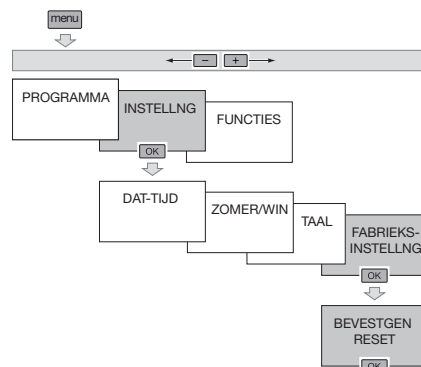 menu
← − + →
PROGRAMMA
INSTELLNG
FUNCTIES
OK
DAT-TIJD
ZOMER/WIN
TAAL
FABRIEKS-
INSTELLNG
OK
BEVESTGEN
RESET
OK